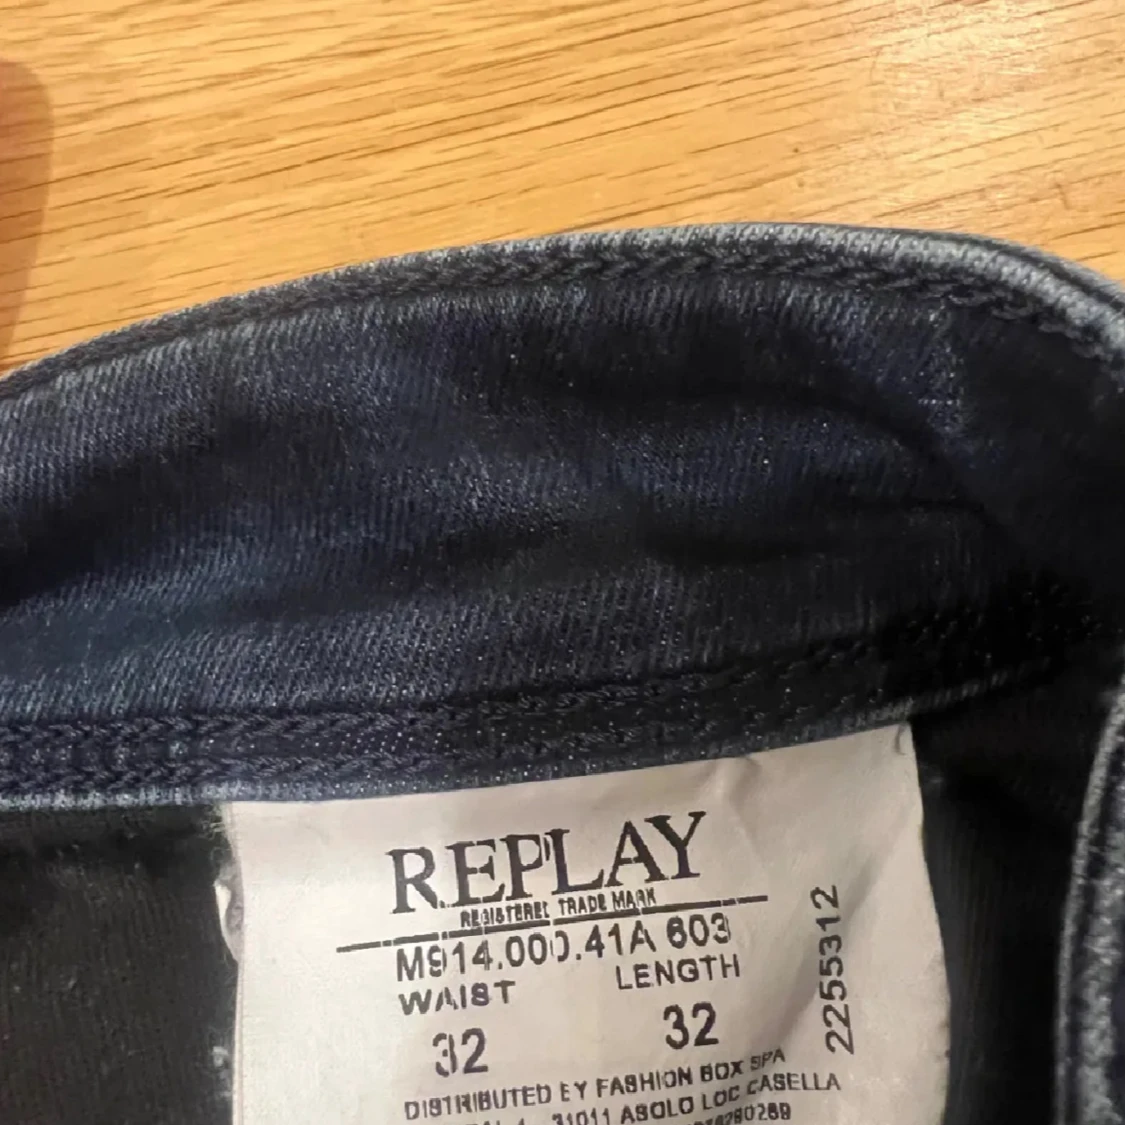 REPLAY
REGISTERED TRADE MARK
M914.000.41A 603
WAIST LENGTH
32 32
2255312
DISTRIBUTED BY FASHION BOX SPA
31011 ASOLO LOC CASELLA